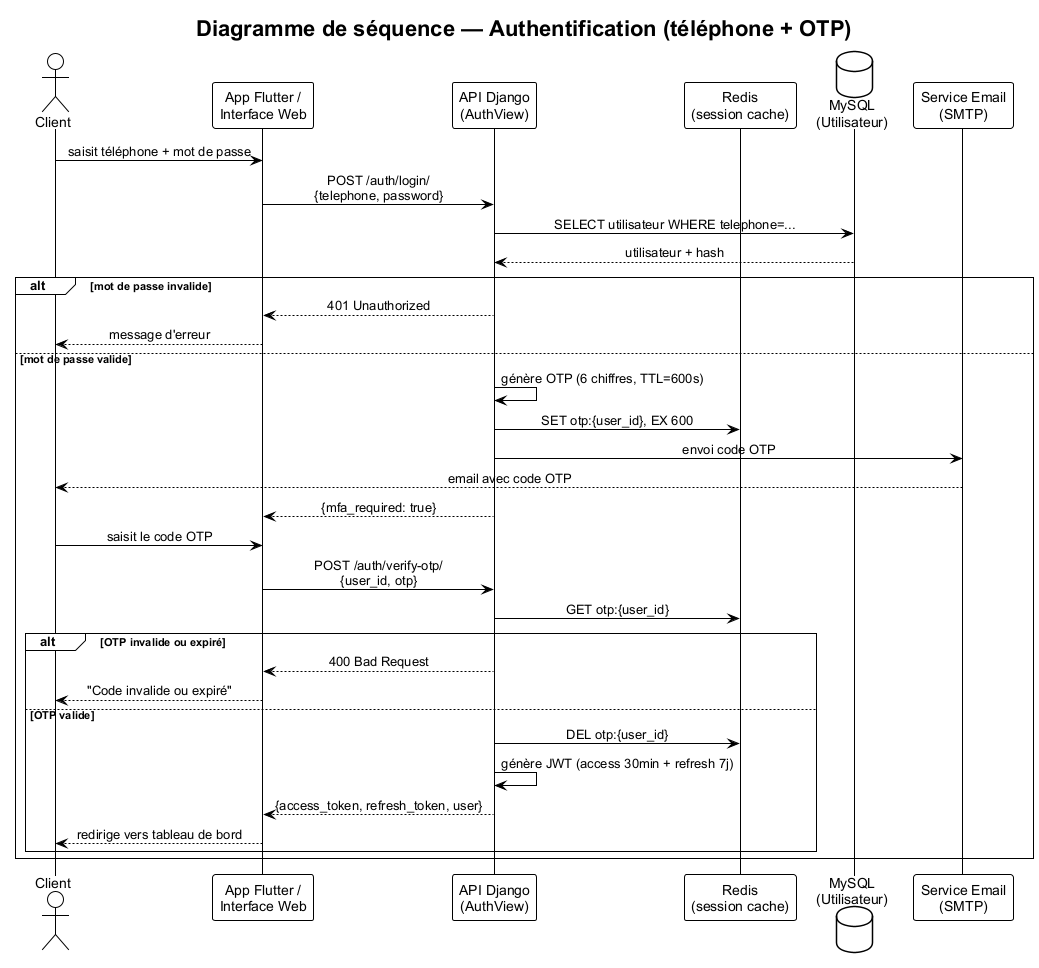 Diagramme de séquence — Authentification (téléphone + OTP)
Client
App Flutter /
Interface Web
API Django
(AuthView)
Redis
(session cache)
MySQL
(Utilisateur)
Service Email
(SMTP)
saisit téléphone + mot de passe
POST /auth/login/
{telephone, password}
SELECT utilisateur WHERE telephone=...
utilisateur + hash
alt
[mot de passe invalide]
401 Unauthorized
message d'erreur
[mot de passe valide]
génère OTP (6 chiffres, TTL=600s)
SET otp:{user_id}, EX 600
envoi code OTP
email avec code OTP
{mfa_required: true}
saisit le code OTP
POST /auth/verify-otp/
{user_id, otp}
GET otp:{user_id}
alt
[OTP invalide ou expiré]
400 Bad Request
"Code invalide ou expiré"
[OTP valide]
DEL otp:{user_id}
génère JWT (access 30min + refresh 7j)
{access_token, refresh_token, user}
redirige vers tableau de bord
Client
App Flutter /
Interface Web
API Django
(AuthView)
Redis
(session cache)
MySQL
(Utilisateur)
Service Email
(SMTP)